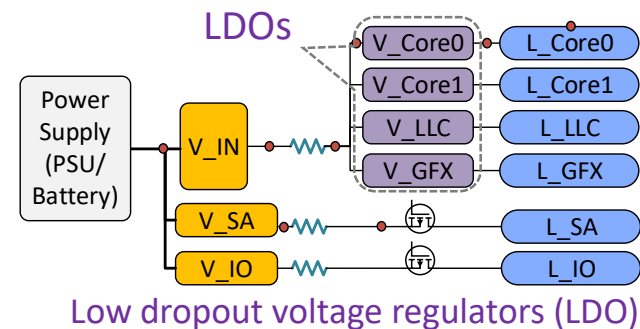 LDOs
Power
Supply
(PSU/
Battery)
V_IN
V_SA
V_IO
V_Core0
V_Core1
V_LLC
V_GFX
L_Core0
L_Core1
L_LLC
L_GFX
L_SA
L_IO
Low dropout voltage regulators (LDO)